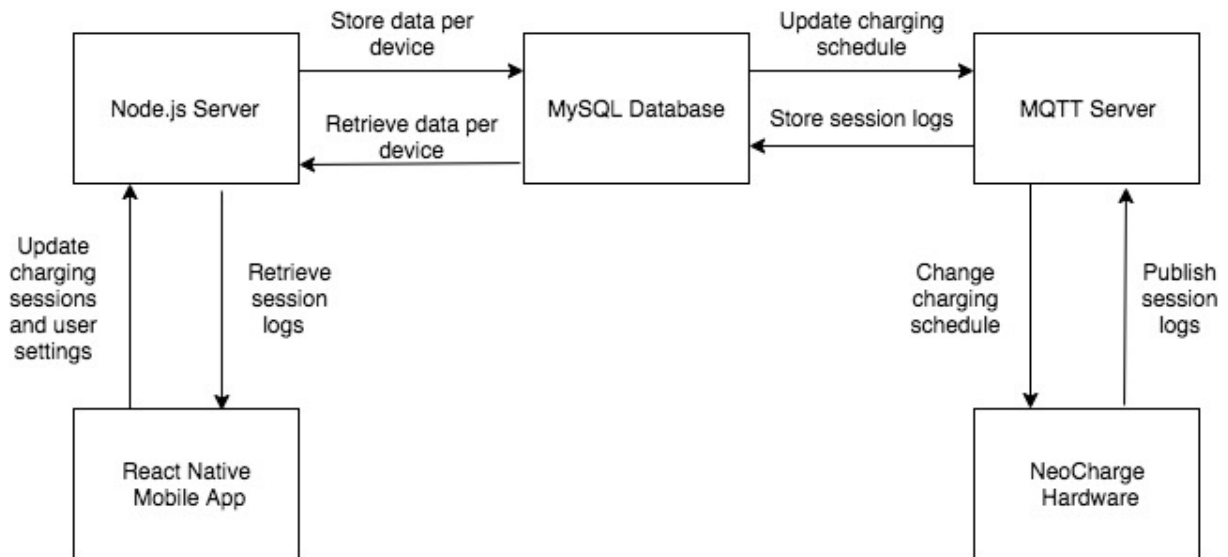 Store data per
device
Update charging
schedule
Node.js Server
MySQL Database
MQTT Server
Retrieve data per
device
Store session logs
Update
charging
sessions
and user
settings
Retrieve
session
logs
Change
charging
schedule
Publish
session
logs
React Native
Mobile App
NeoCharge
Hardware